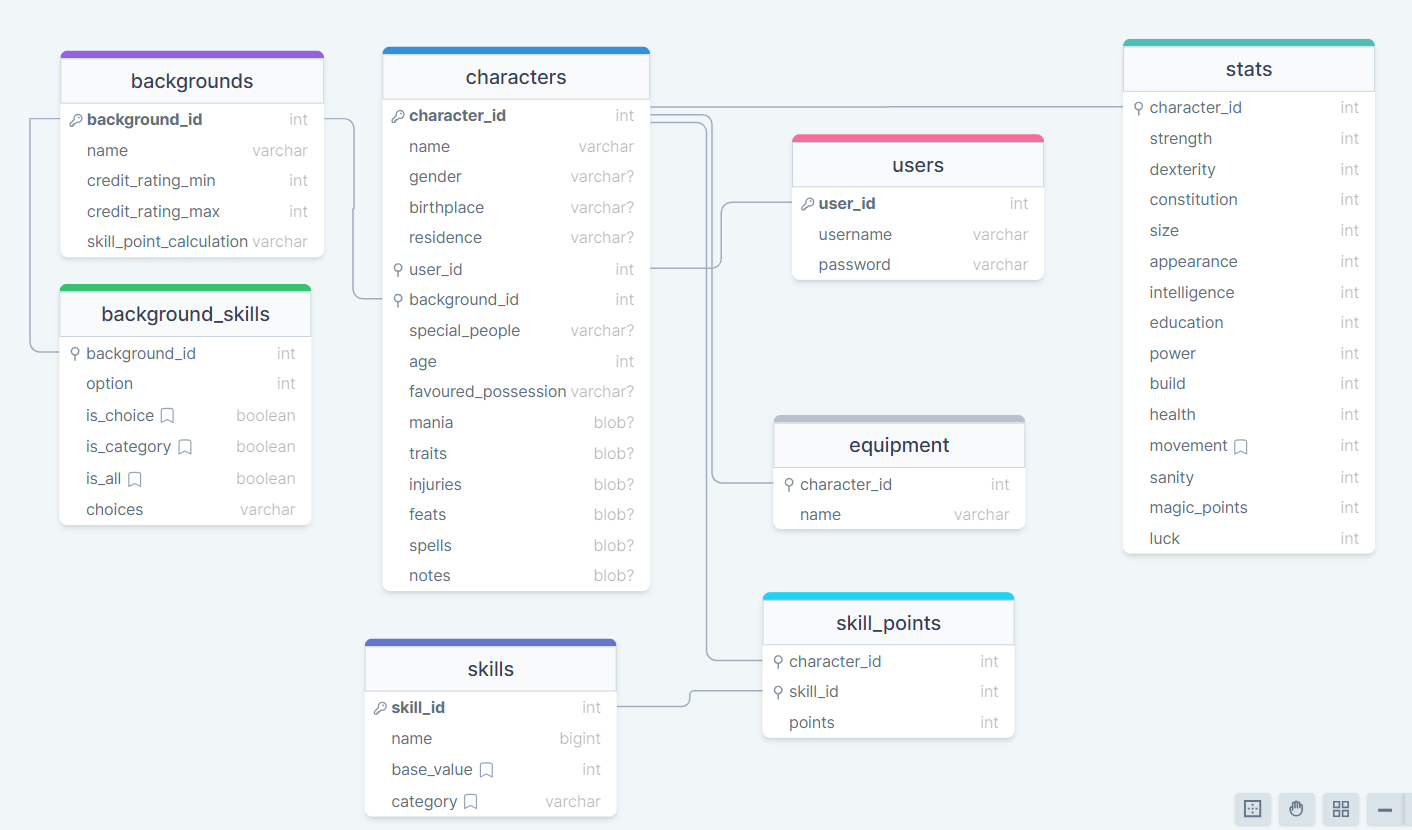 backgrounds
background_id int
name varchar
credit_rating_min int
credit_rating_max int
skill_point_calculation varchar
background_skills
background_id int
option int
is_choice boolean
is_category boolean
is_all boolean
choices varchar
characters
character_id int
name varchar
gender varchar?
birthplace varchar?
residence varchar?
user_id int
background_id int
special_people varchar?
age int
favoured_possession varchar?
mania blob?
traits blob?
injuries blob?
feats blob?
spells blob?
notes blob?
skills
skill_id int
name bigint
base_value int
category varchar
users
user_id int
username varchar
password varchar
equipment
character_id int
name varchar
skill_points
character_id int
skill_id int
points int
stats
character_id int
strength int
dexterity int
constitution int
size int
appearance int
intelligence int
education int
power int
build int
health int
movement int
sanity int
magic_points int
luck int